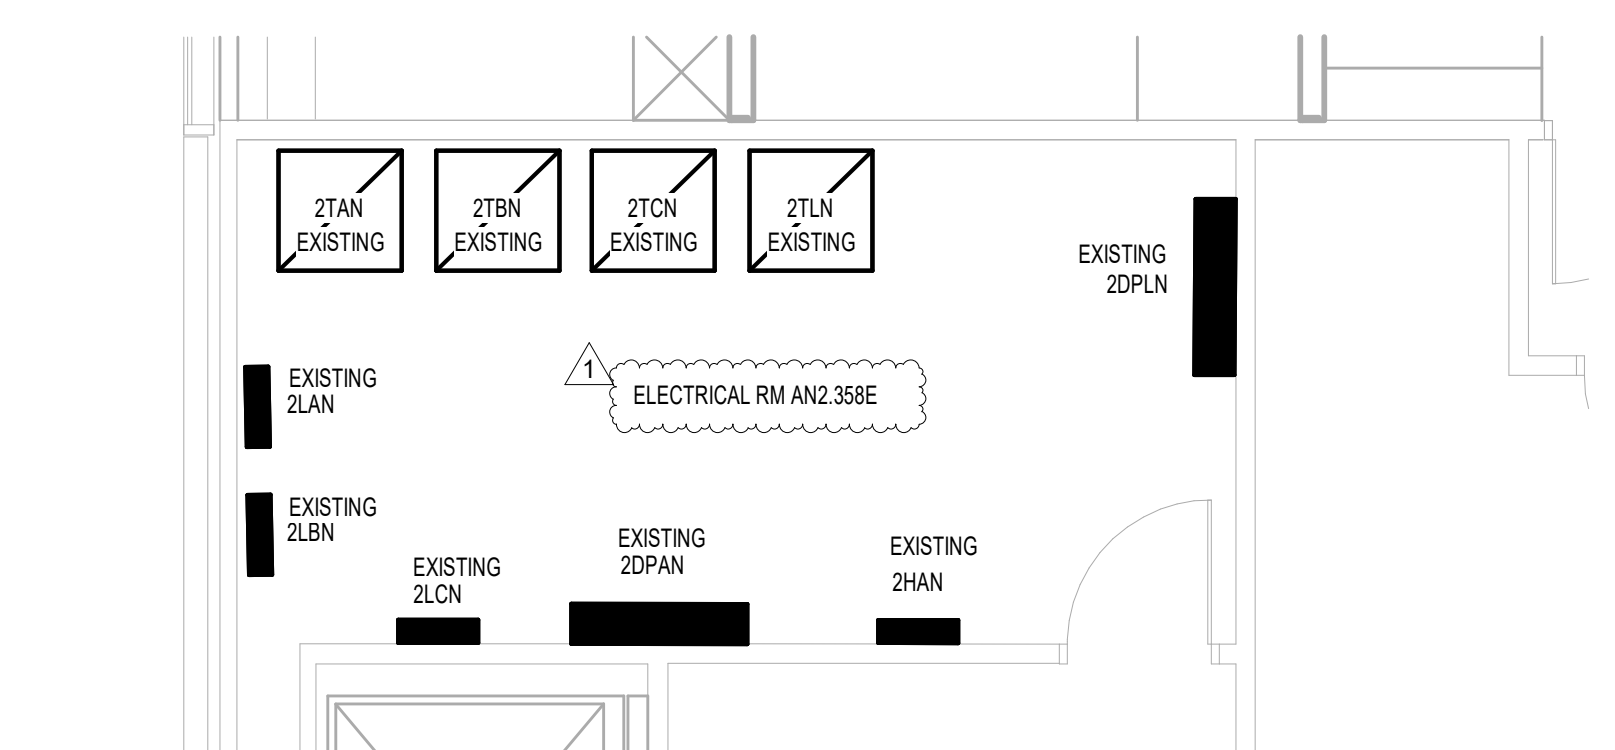 2TAN
EXISTING
2TBN
EXISTING
2TCN
EXISTING
2TLN
EXISTING
EXISTING
2DPLN
EXISTING
2LAN
1
ELECTRICAL RM AN2.358E
EXISTING
2LBN
EXISTING
2LCN
EXISTING
2DPAN
EXISTING
2HAN